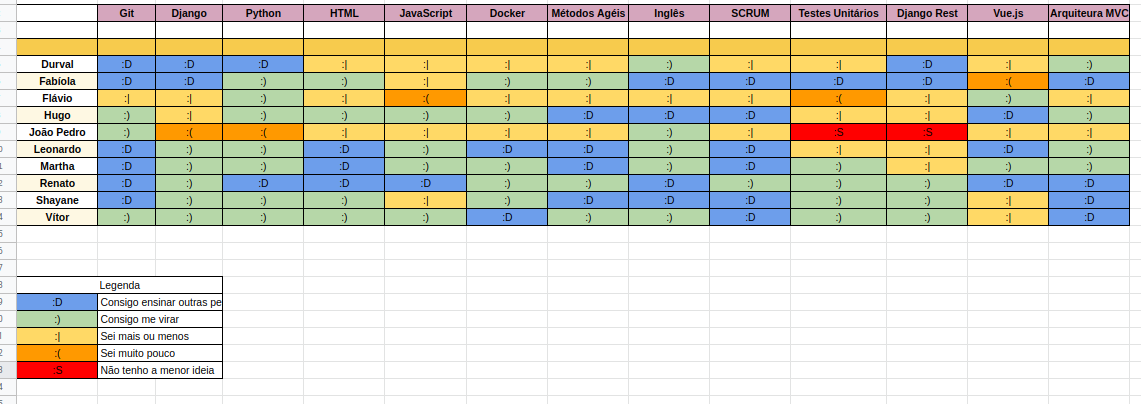 Git Django Python HTML JavaScript Docker Métodos Agéis Inglês SCRUM Testes Unitários Django Rest Vue.js Arquiteura MVC
Durval :D :D :D :| :| :| :| :) :| :| :D :| :)
Fabíola :D :D :) :) :| :) :) :D :D :D :D :( :D
Flávio :| :| :) :| :( :| :| :| :| :( :| :) :|
Hugo :) :| :) :) :) :) :D :D :D :| :| :D :)
João Pedro :) :( :( :| :| :| :| :) :| :S :S :| :|
Leonardo :D :) :) :D :) :D :D :) :D :| :| :D :)
Martha :D :) :) :D :) :) :D :) :D :) :| :) :)
Renato :D :) :D :D :D :) :) :D :) :) :) :D :D
Shayane :D :) :) :) :| :) :D :D :D :) :) :| :D
Vítor :) :) :) :) :) :D :) :) :D :) :) :| :D
Legenda
:D Consigo ensinar outras pe
:) Consigo me virar
:| Sei mais ou menos
:( Sei muito pouco
:S Não tenho a menor ideia